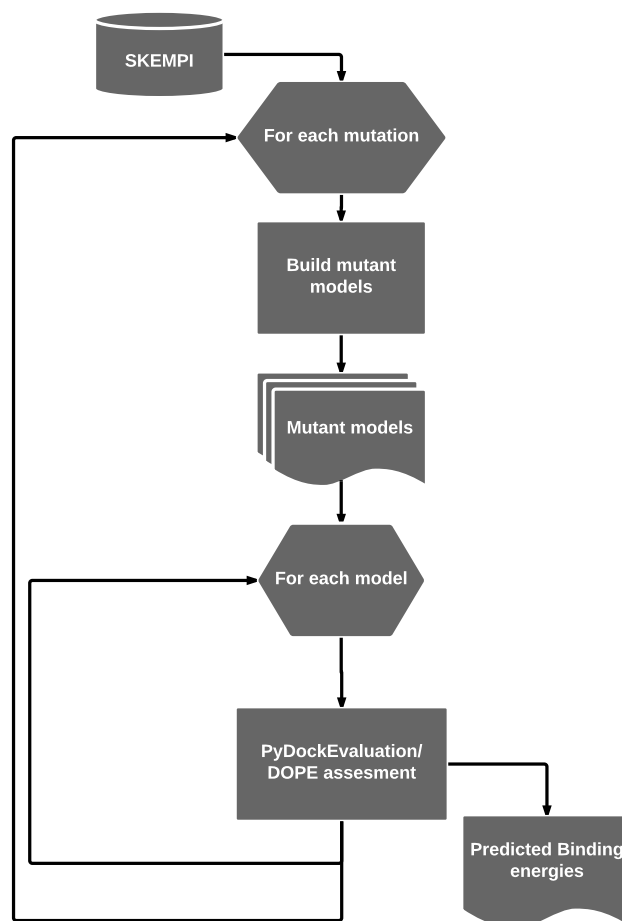 SKEMPI
For each mutation
Build mutant
models
Mutant models
For each model
PyDockEvaluation/
DOPE assesment
Predicted Binding
energies